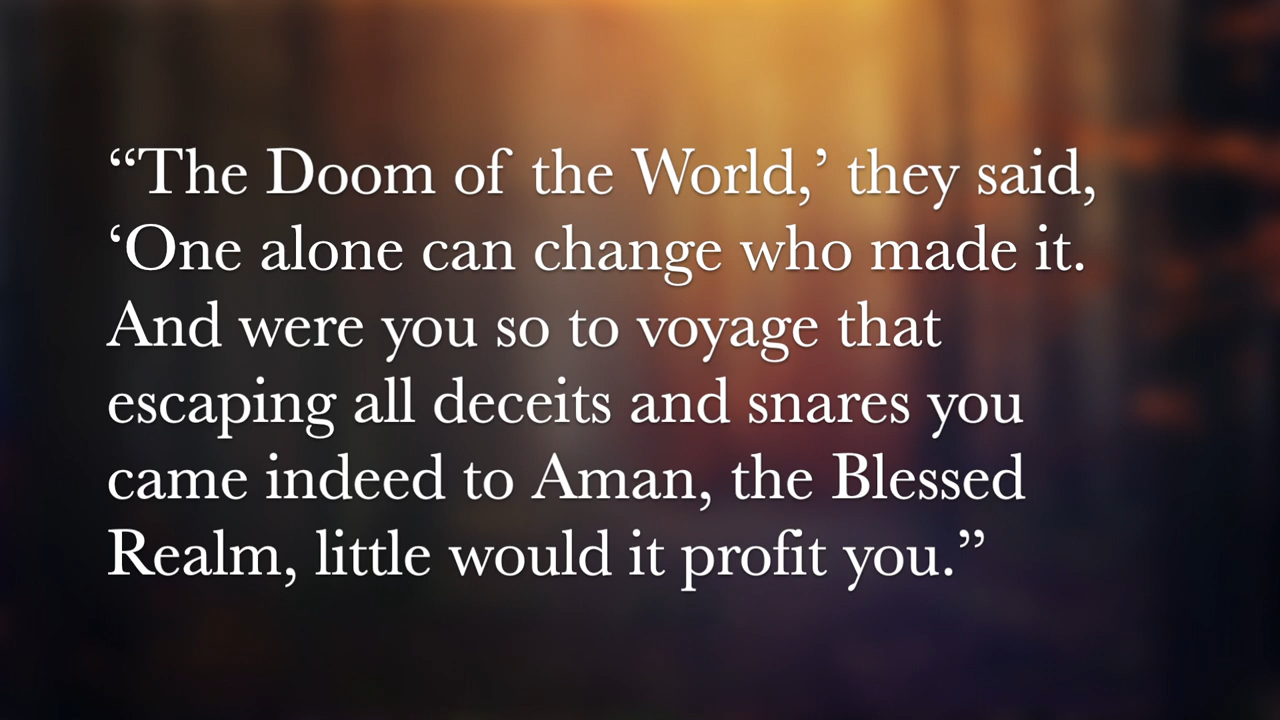 “The Doom of the World,’ they said,
‘One alone can change who made it.
And were you so to voyage that
escaping all deceits and snares you
came indeed to Aman, the Blessed
Realm, little would it profit you.”